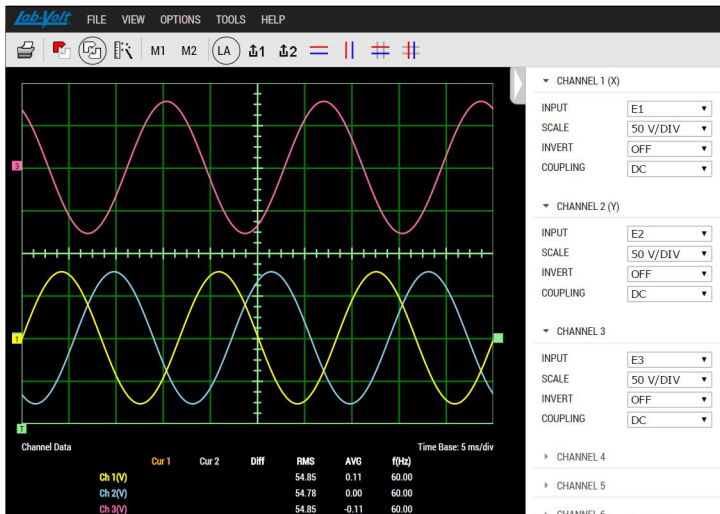 Lab-Volt FILE VIEW OPTIONS TOOLS HELP
M1 M2 LA 1 2
CHANNEL 1 (X)
INPUT E1
SCALE 50 V/DIV
INVERT OFF
COUPLING DC
CHANNEL 2 (Y)
INPUT E2
SCALE 50 V/DIV
INVERT OFF
COUPLING DC
CHANNEL 3
INPUT E3
SCALE 50 V/DIV
INVERT OFF
COUPLING DC
CHANNEL 4
CHANNEL 5
CHANNEL 6
3
1
T
Channel Data Time Base: 5 ms/div
Cur 1 Cur 2 Diff RMS AVG f(Hz)
Ch 1(V) 54.85 0.11 60.00
Ch 2(V) 54.78 0.00 60.00
Ch 3(V) 54.85 -0.11 60.00